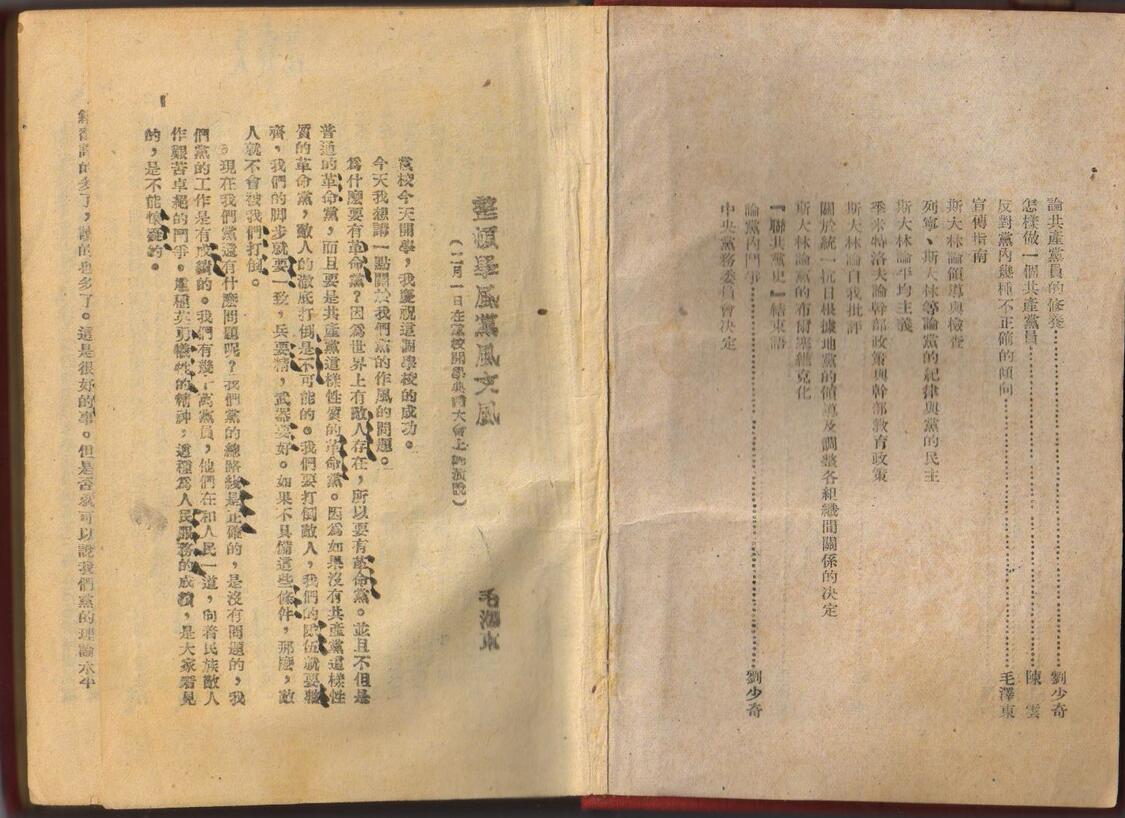 論共產黨員的修養………劉少奇
怎樣做一個共產黨員………陳雲
反對黨內幾種不正確的傾向………毛澤東
宣傳指南
斯大林論領導與檢查
列寧、斯大林等論黨的紀律與黨的民主
斯大林論平均主義
季米特洛夫論幹部政策與幹部教育政策
斯大林論自我批評
關於統一抗日根據地黨的領導及調整各組織間關係的決定
斯大林論黨的布爾塞維克化
『聯共黨史』結束語
論黨內鬥爭………劉少奇
中央黨務委員會決定
整頓學風黨風文風
（二月一日在黨校開學典禮大會上的演說）
毛澤東
黨校今天開學，我慶祝這個學校的成功。
今天我想講一點關於我們黨的作風的問題。
爲什麼要有革命黨？因爲世界上有敵人存在，所以要有革命黨。並且不但是
普通的革命黨，而且要是共產黨這樣性質的革命黨。因爲如果沒有共產黨這樣性
質的革命黨，敵人的澈底打倒是不可能的。我們要打倒敵人，我們的隊伍就要整
齊，我們的脚步就要一致，兵要精，武器要好。如果不具備這些條件，那麼，敵
人就不會被我們打倒。
現在我們黨還有什麼問題呢？我們黨的總路綫是正確的，是沒有問題的，我
們黨的工作是有成績的。我們有幾十萬黨員，他們在和人民一道，向着民族敵人
作艱苦卓絕的鬥爭。這種英勇犧牲的精神，這種爲人民服務的成績，是大家看見
的，是不能懷疑的。
的多了，的也多了。這是很好的事。但是否就可以說我們黨的理論水平